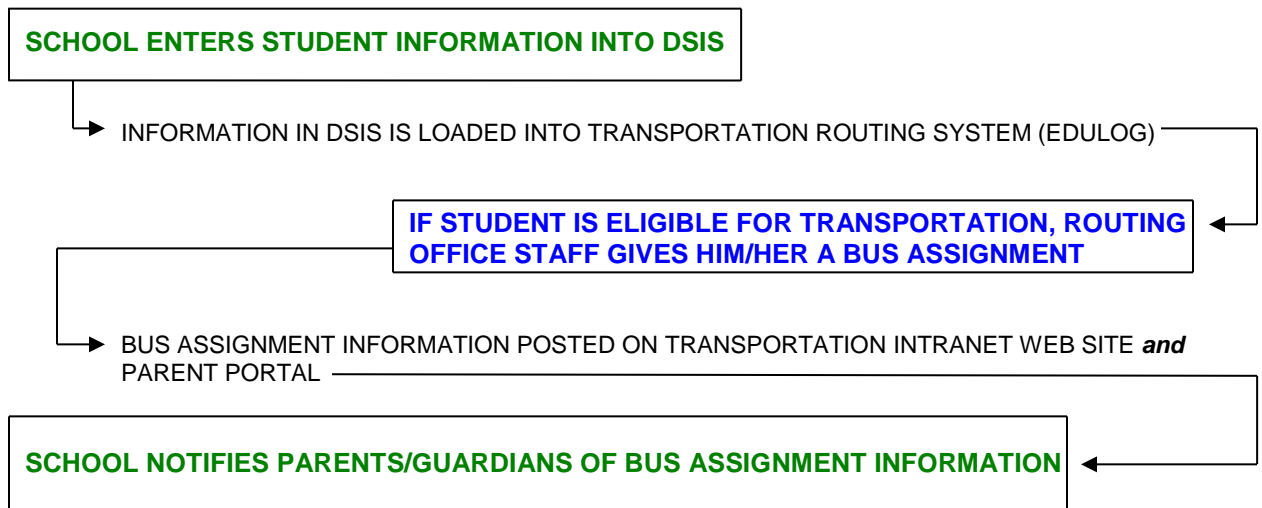 SCHOOL ENTERS STUDENT INFORMATION INTO DSIS
INFORMATION IN DSIS IS LOADED INTO TRANSPORTATION ROUTING SYSTEM (EDULOG)
IF STUDENT IS ELIGIBLE FOR TRANSPORTATION, ROUTING
OFFICE STAFF GIVES HIM/HER A BUS ASSIGNMENT
BUS ASSIGNMENT INFORMATION POSTED ON TRANSPORTATION INTRANET WEB SITE and
PARENT PORTAL
SCHOOL NOTIFIES PARENTS/GUARDIANS OF BUS ASSIGNMENT INFORMATION